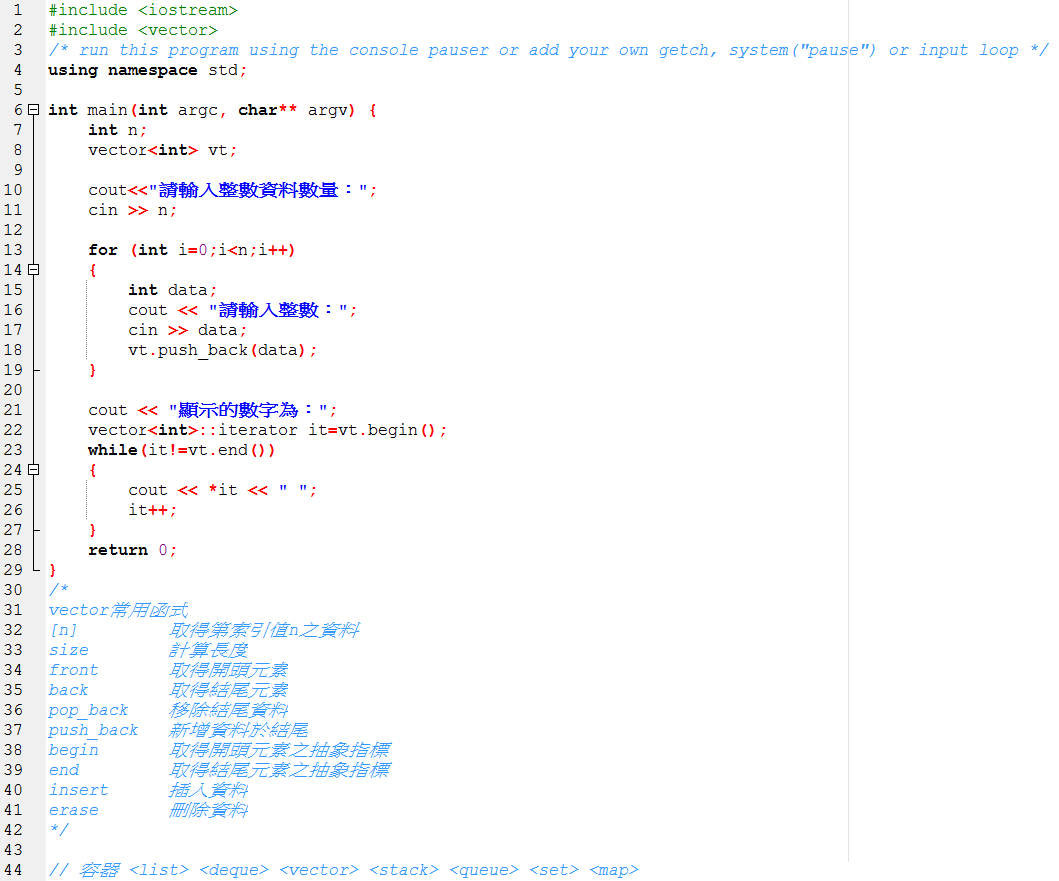 1 #include <iostream>
2 #include <vector>
3 /* run this program using the console pauser or add your own getch, system("pause") or input loop */
4 using namespace std;
5
6 int main(int argc, char** argv) {
7     int n;
8     vector<int> vt;
9
10     cout<<"請輸入整數資料數量：";
11     cin >> n;
12
13     for (int i=0;i<n;i++)
14     {
15         int data;
16         cout << "請輸入整數：";
17         cin >> data;
18         vt.push_back(data);
19     }
20
21     cout << "顯示的數字為：";
22     vector<int>::iterator it=vt.begin();
23     while(it!=vt.end())
24     {
25         cout << *it << " ";
26         it++;
27     }
28     return 0;
29 }
30 /*
31 vector常用函式
32 [n]         取得第索引值n之資料
33 size        計算長度
34 front       取得開頭元素
35 back        取得結尾元素
36 pop_back    移除結尾資料
37 push_back   新增資料於結尾
38 begin       取得開頭元素之抽象指標
39 end         取得結尾元素之抽象指標
40 insert      插入資料
41 erase       刪除資料
42 */
43
44 // 容器 <list> <deque> <vector> <stack> <queue> <set> <map>